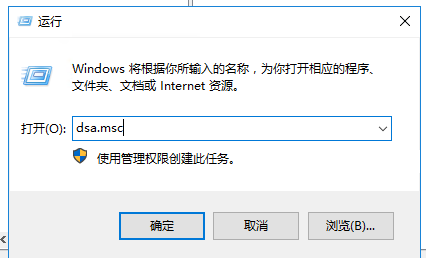 运行
Windows 将根据你所输入的名称，为你打开相应的程序、
文件夹、文档或 Internet 资源。
打开(O): dsa.msc
使用管理权限创建此任务。
确定 取消 浏览(B)...